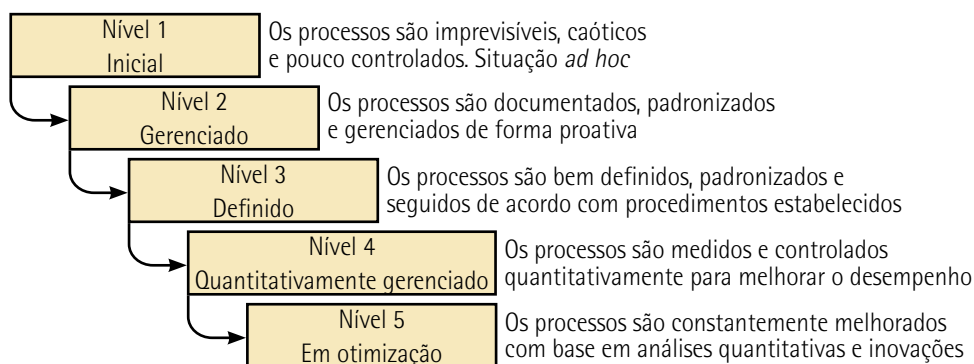 Nível 1
Inicial
Os processos são imprevisíveis, caóticos
e pouco controlados. Situação ad hoc
Nível 2
Gerenciado
Os processos são documentados, padronizados
e gerenciados de forma proativa
Nível 3
Definido
Os processos são bem definidos, padronizados e
seguidos de acordo com procedimentos estabelecidos
Nível 4
Quantitativamente gerenciado
Os processos são medidos e controlados
quantitativamente para melhorar o desempenho
Nível 5
Em otimização
Os processos são constantemente melhorados
com base em análises quantitativas e inovações